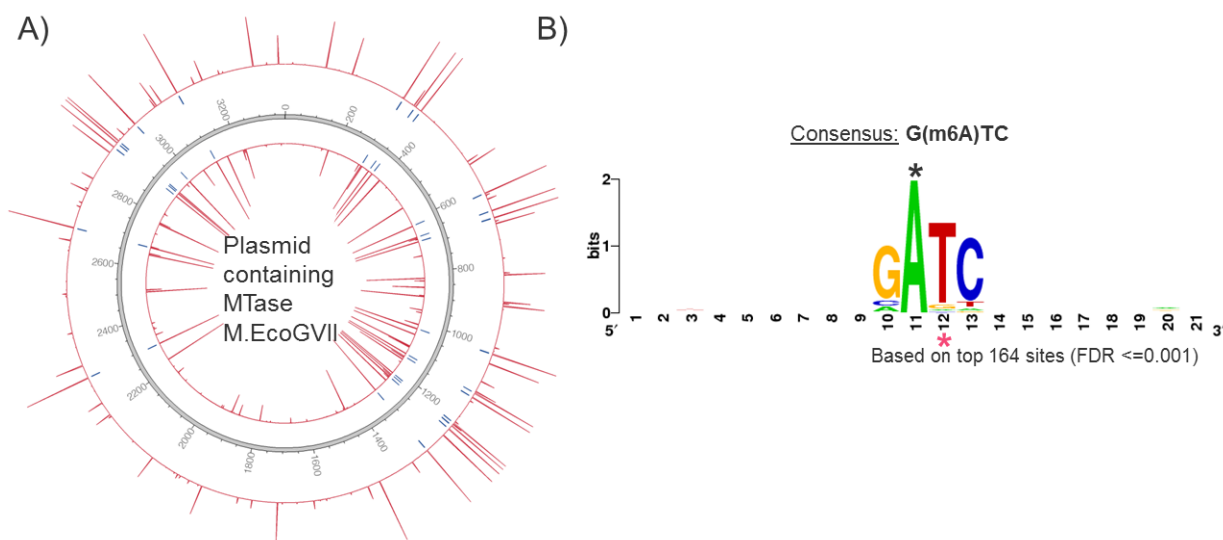 A)
B)
0
200
400
600
800
1000
1200
1400
1600
1800
2000
2200
2400
2600
2800
3000
3200
Plasmid
containing
MTase
M.EcoGVII
Consensus: G(m6A)TC
*
2
1
0
bits
GATC
5′ 1 2 3 4 5 6 7 8 9 10 11 12 13 14 15 16 17 18 19 20 21 3′
*
Based on top 164 sites (FDR <=0.001)